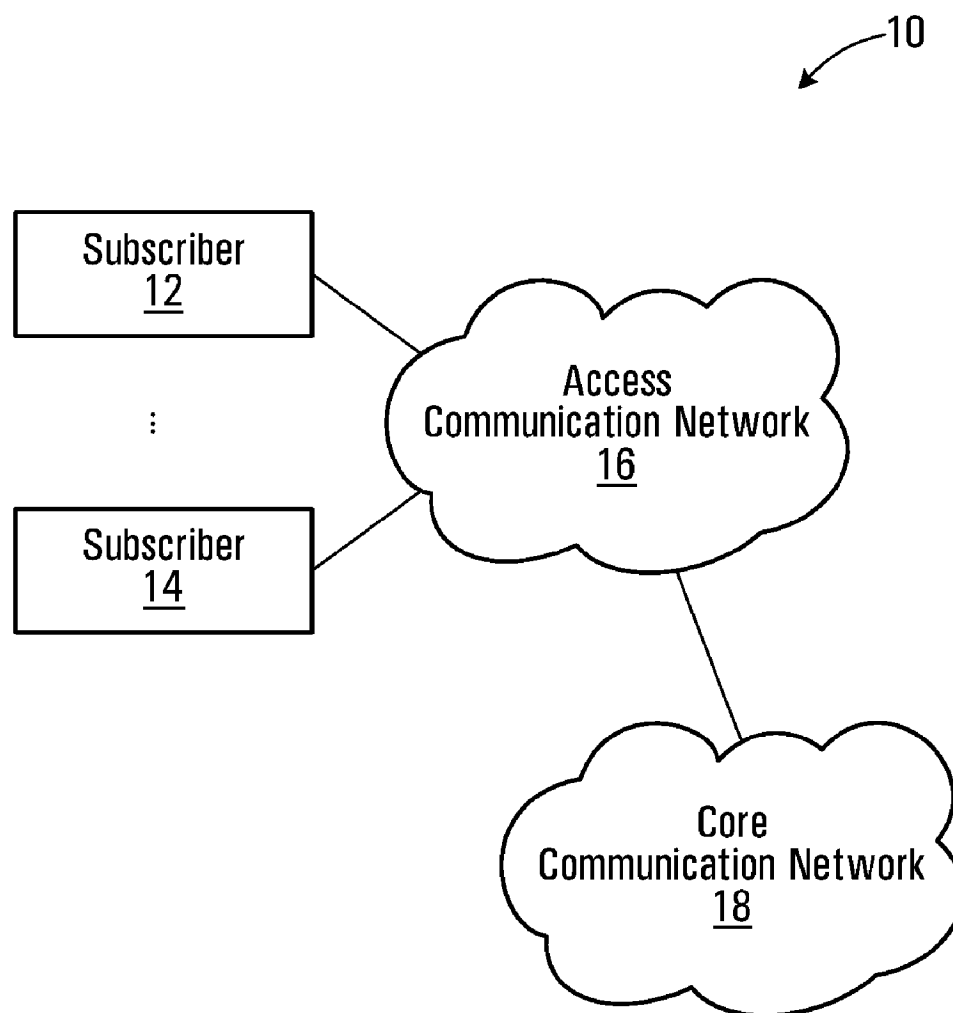 10
Subscriber
12
Access
Communication Network
16
⋮
Subscriber
14
Core
Communication Network
18